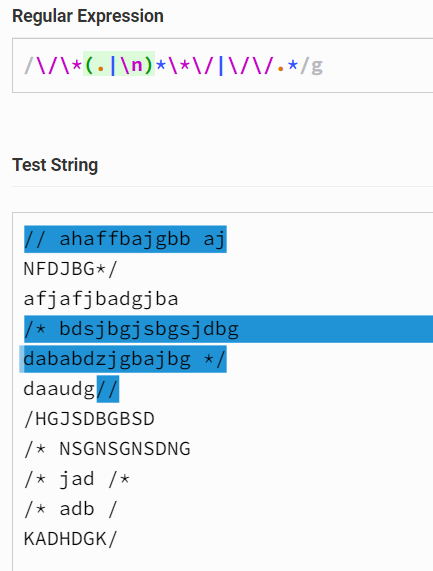 Regular Expression
/\/\*(.|\n)*\*\/|\/\/.*/g
Test String
// ahaffbajgbb aj
NFDJBG*/
afjafjbadgjba
/* bdsjbgjsbgsjdbg
dababdzjgbajbg */
daaudg//
/HGJSDBGBSD
/* NSGNSGNSDNG
/* jad /*
/* adb /
KADHDGK/